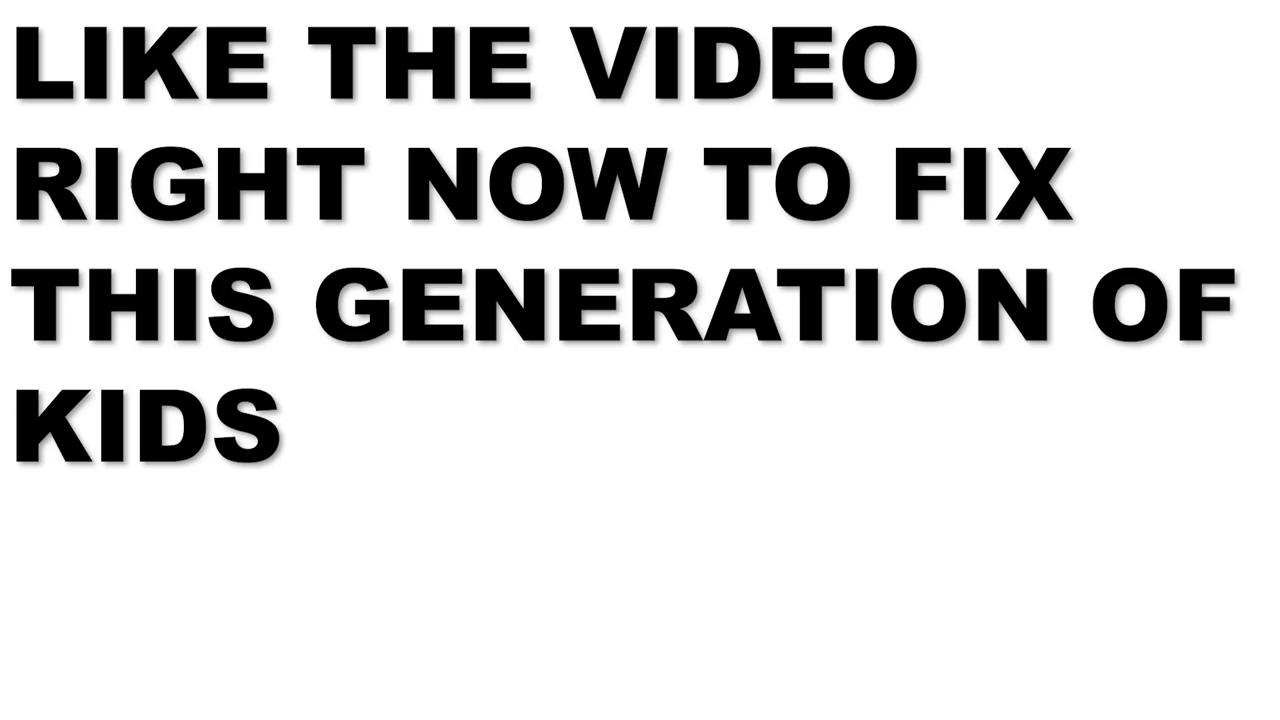 LIKE THE VIDEO
RIGHT NOW TO FIX
THIS GENERATION OF
KIDS